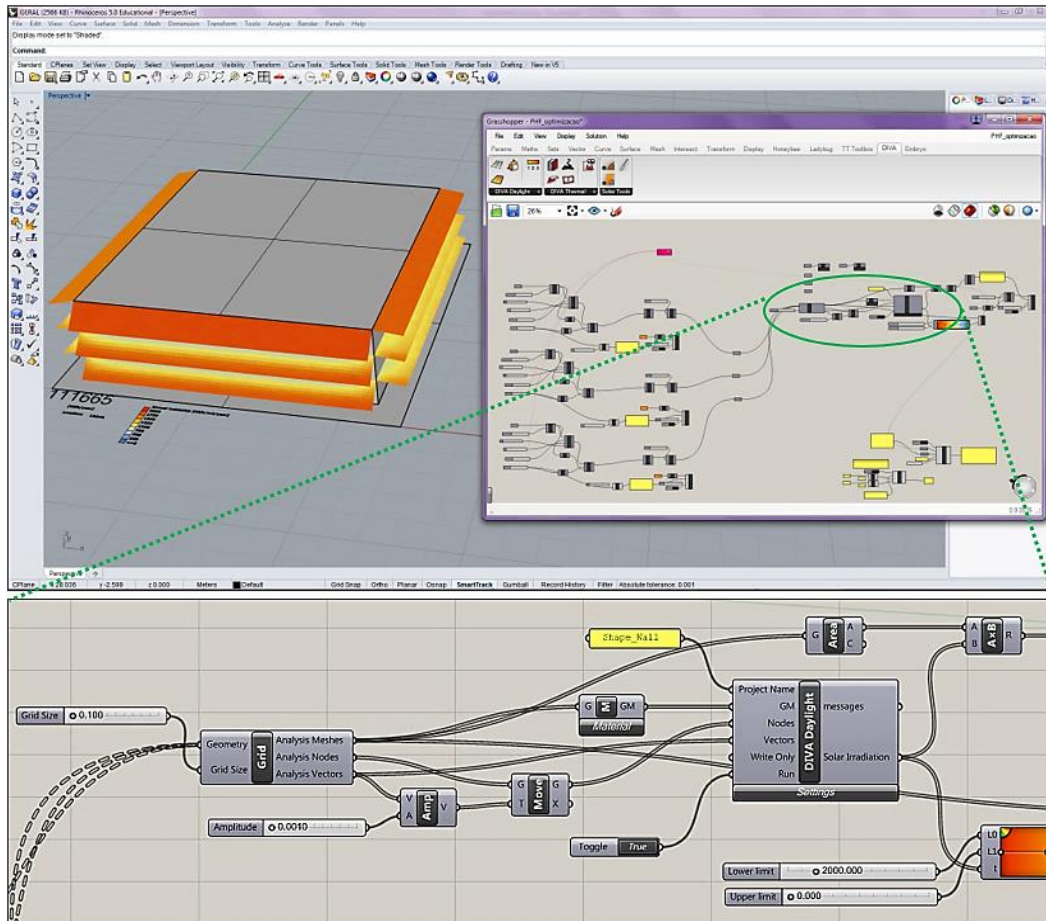 GERAL (2566 KB) - Rhinoceros 5.0 Educational - [Perspective]
File Edit View Curve Surface Solid Mesh Dimension Transform Tools Analyze Render Panels Help
Display mode set to "Shaded".
Command:
Standard CPlanes Set View Display Select Viewport Layout Visibility Transform Curve Tools Surface Tools Solid Tools Mesh Tools Render Tools Drafting New in V5
Perspective
Grasshopper - PHF_optimizacao*
File Edit View Display Solution Help PHF_optimizacao
Params Maths Sets Vector Curve Surface Mesh Intersect Transform Display Honeybee Ladybug TT Toolbox DIVA Embryo
DIVA Daylight DIVA Thermal Solar Tools
26%
111665
CPlane y -2.599 z 0.000 Meters Default Grid Snap Ortho Planar Osnap SmartTrack Gumball Record History Filter Absolute tolerance: 0.001
Shape_Wall
G Area A C
A B A×B R
Grid Size 0.100
G M GM
Material
Project Name
GM
Nodes
Vectors
Write Only
Run
DIVA Daylight
messages
Solar Irradiation
Settings
Geometry
Grid Size
Grid
Analysis Meshes
Analysis Nodes
Analysis Vectors
V A Amp V
G T Move G X
Amplitude 0.0010
Toggle True
Lower limit 2000.000
Upper limit 0.000
L0
L1
t